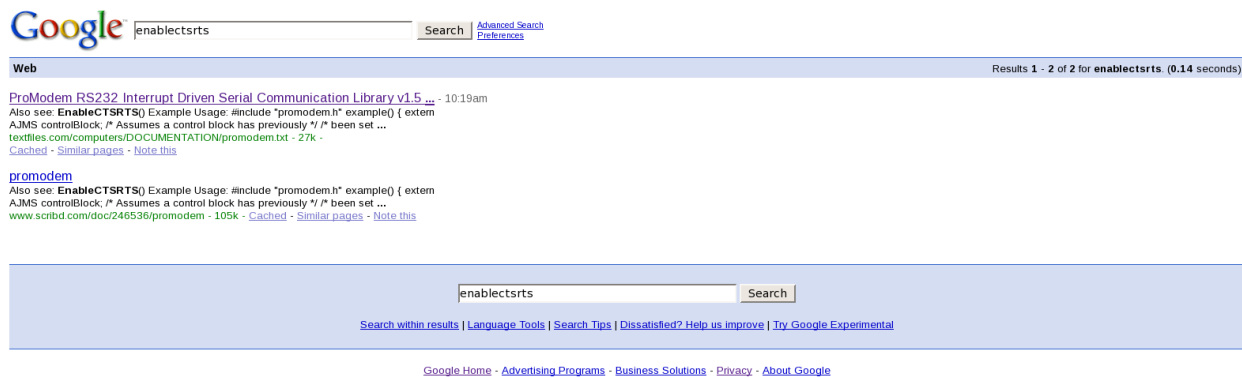 Google™ enablectsrts Search Advanced Search
Preferences
Web Results 1 - 2 of 2 for enablectsrts. (0.14 seconds)
ProModem RS232 Interrupt Driven Serial Communication Library v1.5 ... - 10:19am
Also see: EnableCTSRTS() Example Usage: #include "promodem.h" example() { extern
AJMS controlBlock; /* Assumes a control block has previously */ /* been set ...
textfiles.com/computers/DOCUMENTATION/promodem.txt - 27k -
Cached - Similar pages - Note this
promodem
Also see: EnableCTSRTS() Example Usage: #include "promodem.h" example() { extern
AJMS controlBlock; /* Assumes a control block has previously */ /* been set ...
www.scribd.com/doc/246536/promodem - 105k - Cached - Similar pages - Note this
enablectsrts Search
Search within results | Language Tools | Search Tips | Dissatisfied? Help us improve | Try Google Experimental
Google Home - Advertising Programs - Business Solutions - Privacy - About Google